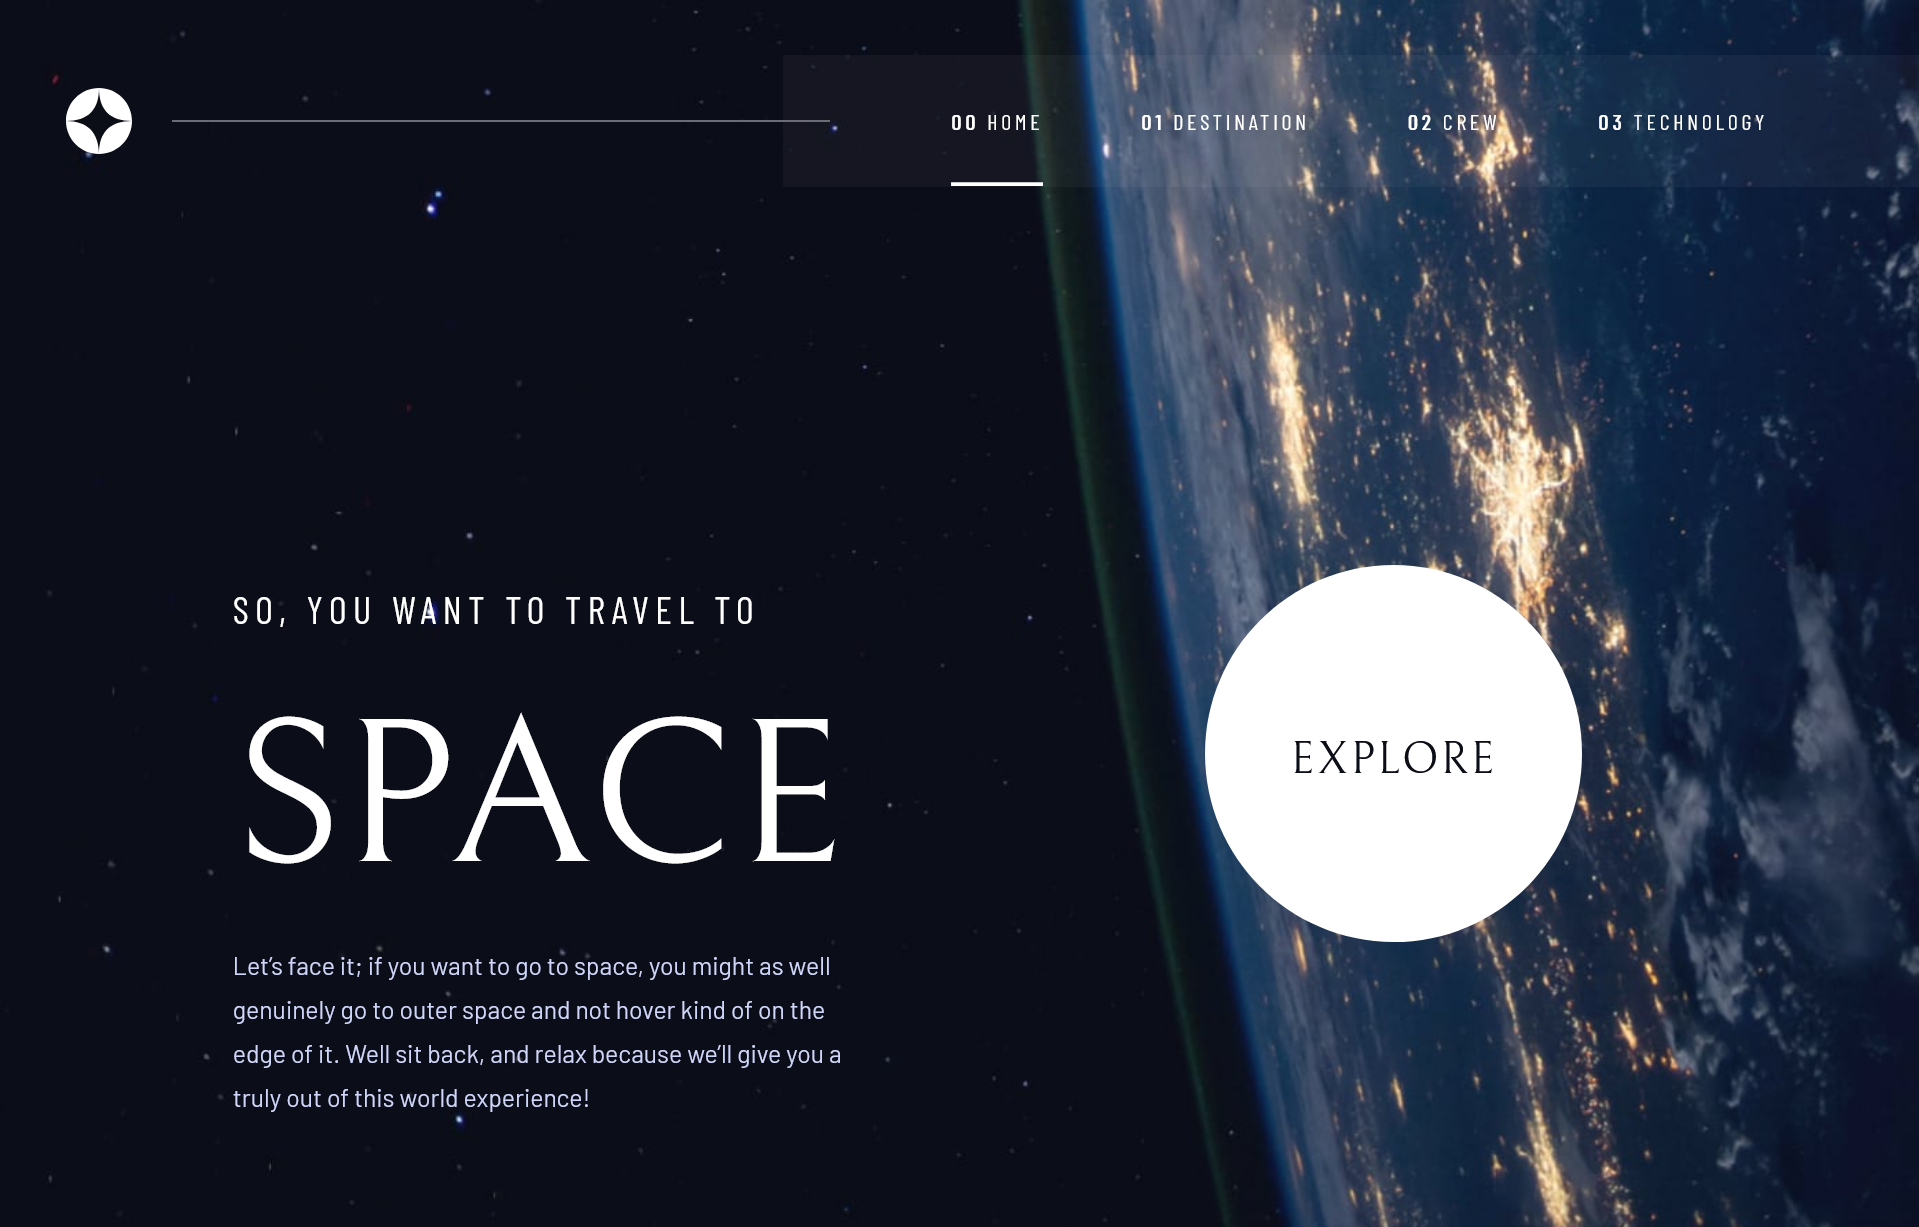 00 HOME
01 DESTINATION
02 CREW
03 TECHNOLOGY
SO, YOU WANT TO TRAVEL TO
SPACE
Let’s face it; if you want to go to space, you might as well
genuinely go to outer space and not hover kind of on the
edge of it. Well sit back, and relax because we’ll give you a
truly out of this world experience!
EXPLORE